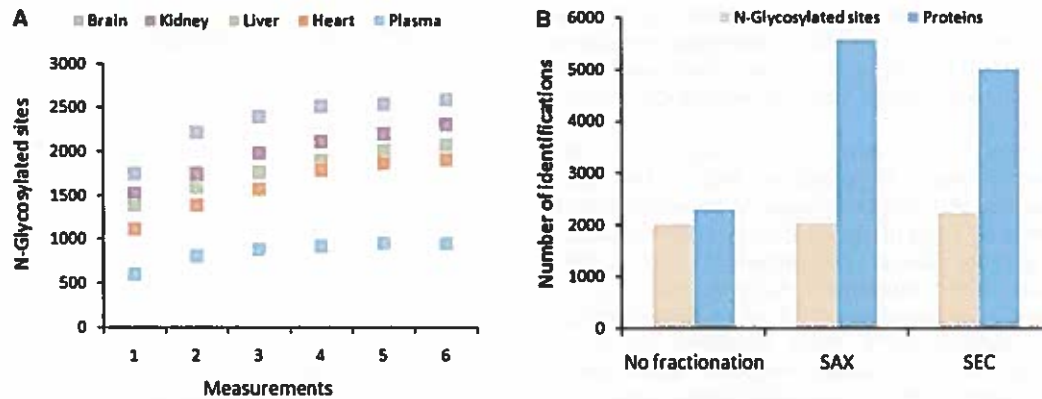 A
Brain Kidney Liver Heart Plasma
N-Glycosylated sites
3000
2500
2000
1500
1000
500
0
1 2 3 4 5 6
Measurements
B
N-Glycosylated sites Proteins
Number of identifications
6000
5000
4000
3000
2000
1000
0
No fractionation SAX SEC